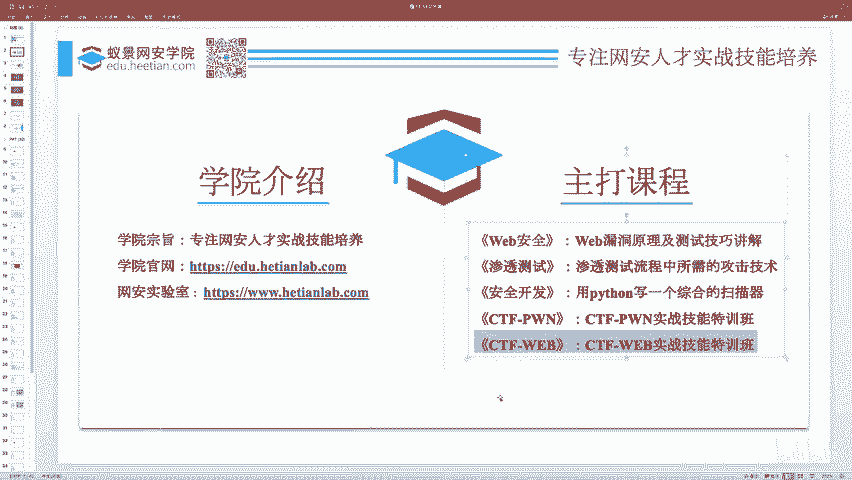 蚁景网安学院
edu.heetian.com
专注网安人才实战技能培养
学院介绍
学院宗旨：专注网安人才实战技能培养
学院官网：https://edu.hetianlab.com
网安实验室：https://www.hetianlab.com
主打课程
《Web安全》：Web漏洞原理及测试技巧讲解
《渗透测试》：渗透测试流程中所需的攻击技术
《安全开发》：用python写一个综合的扫描器
《CTF-PWN》：CTF-PWN实战技能特训班
《CTF-WEB》：CTF-WEB实战技能特训班